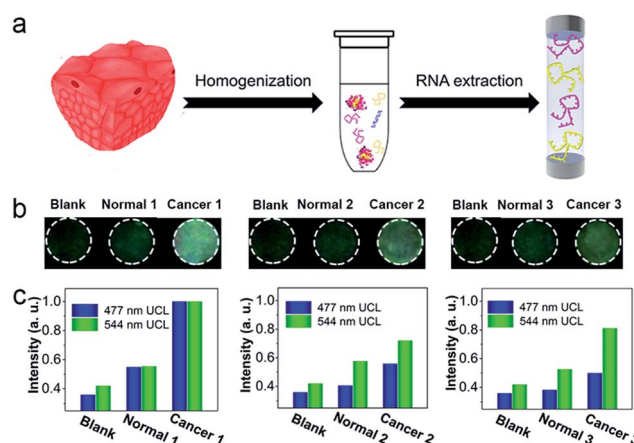 a
Homogenization
RNA extraction
b
Blank Normal 1 Cancer 1
Blank Normal 2 Cancer 2
Blank Normal 3 Cancer 3
c
Intensity (a. u.)
1.0
0.8
0.6
0.4
477 nm UCL
544 nm UCL
Blank Normal 1 Cancer 1
Intensity (a. u.)
1.0
0.8
0.6
0.4
477 nm UCL
544 nm UCL
Blank Normal 2 Cancer 2
Intensity (a. u.)
1.0
0.8
0.6
0.4
477 nm UCL
544 nm UCL
Blank Normal 3 Cancer 3